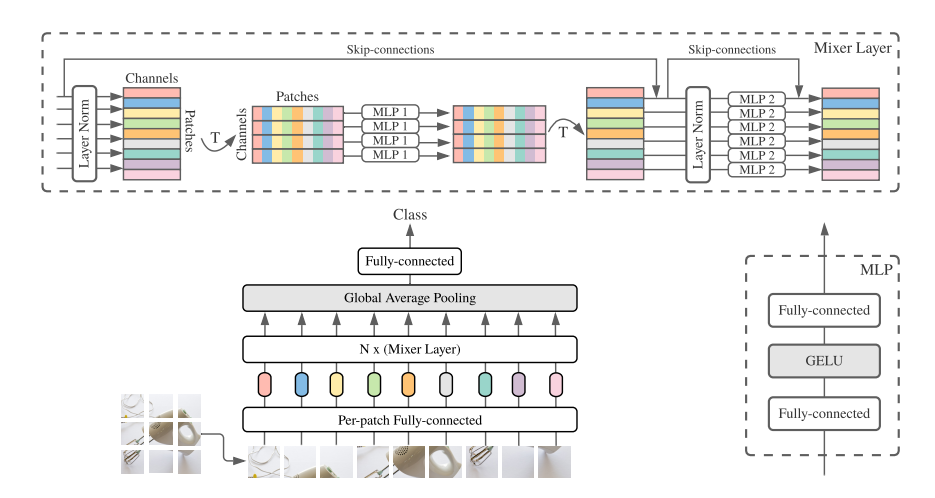 Skip-connections
Skip-connections
Mixer Layer
Channels
Layer Norm
Patches
T
Patches
Channels
MLP 1
MLP 1
MLP 1
MLP 1
T
Layer Norm
MLP 2
MLP 2
MLP 2
MLP 2
MLP 2
MLP 2
Class
Fully-connected
Global Average Pooling
N x (Mixer Layer)
Per-patch Fully-connected
MLP
Fully-connected
GELU
Fully-connected